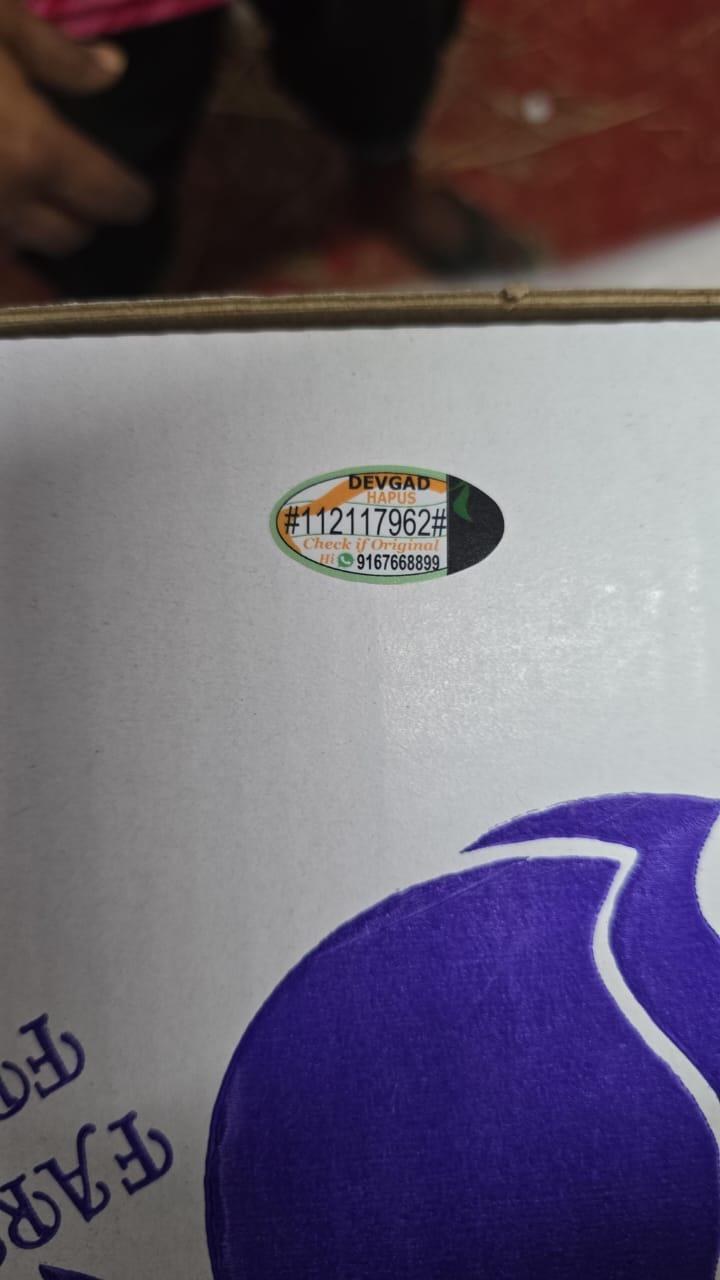 DEVGAD
HAPUS
#112117962#
Check if Original
Hi 9167668899